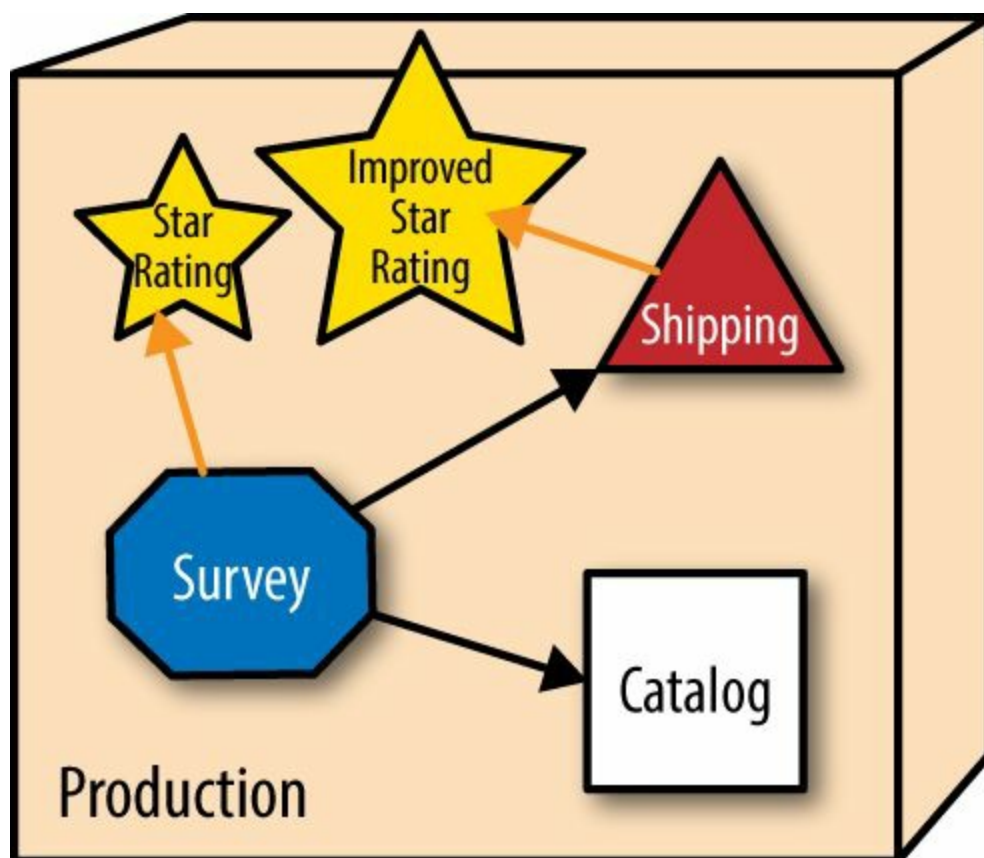 Star
Rating
Improved
Star
Rating
Shipping
Survey
Catalog
Production